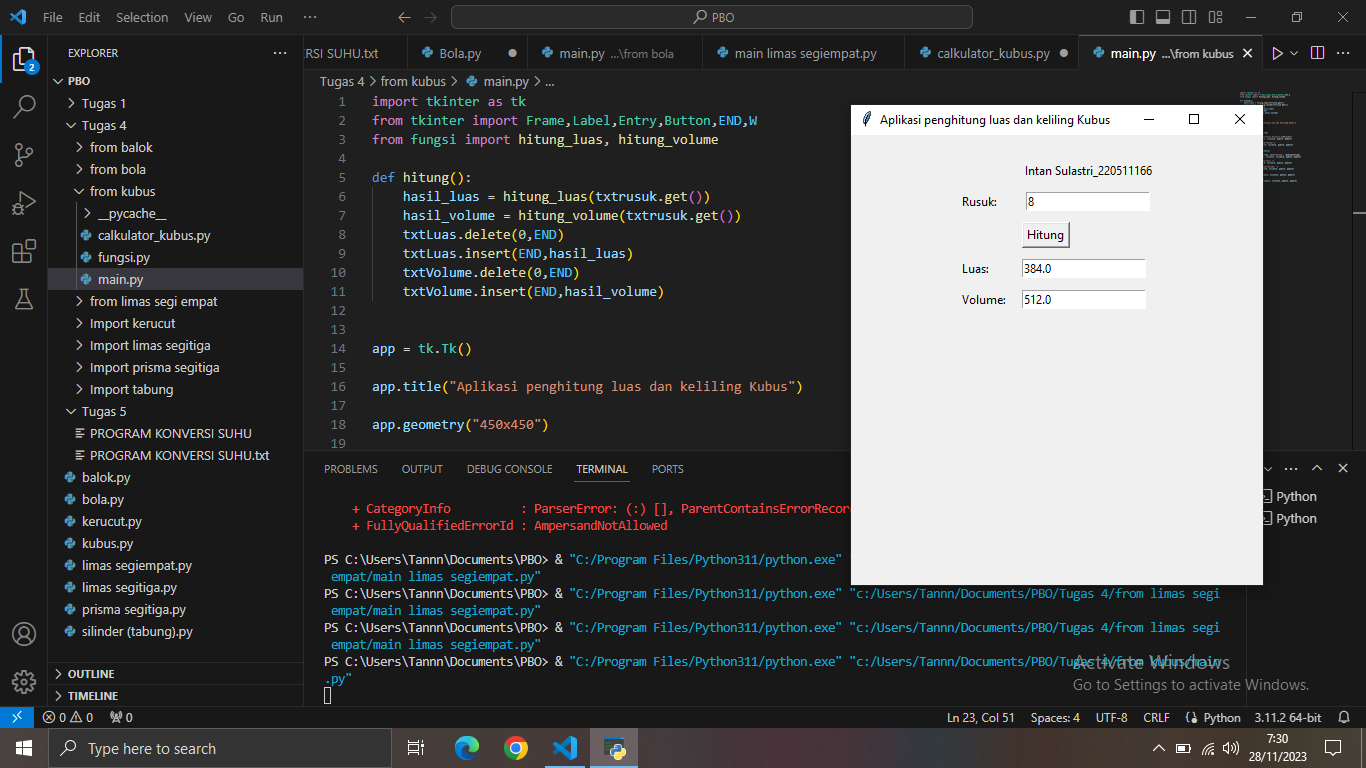 File Edit Selection View Go Run ··· PBO
EXPLORER ···
RSI SUHU.txt Bola.py main.py ...\from bola main limas segiempat.py calkulator_kubus.py main.py ...\from kubus ···
2
PBO
Tugas 1
Tugas 4
from balok
from bola
from kubus
__pycache__
calkulator_kubus.py
fungsi.py
main.py
from limas segi empat
Import kerucut
Import limas segitiga
Import prisma segitiga
Import tabung
Tugas 5
PROGRAM KONVERSI SUHU
PROGRAM KONVERSI SUHU.txt
balok.py
bola.py
kerucut.py
kubus.py
limas segiempat.py
limas segitiga.py
prisma segitiga.py
silinder (tabung).py
OUTLINE
TIMELINE
Tugas 4 > from kubus > main.py > ...
1 import tkinter as tk
2 from tkinter import Frame,Label,Entry,Button,END,W
3 from fungsi import hitung_luas, hitung_volume
4
5 def hitung():
6 hasil_luas = hitung_luas(txtrusuk.get())
7 hasil_volume = hitung_volume(txtrusuk.get())
8 txtLuas.delete(0,END)
9 txtLuas.insert(END,hasil_luas)
10 txtVolume.delete(0,END)
11 txtVolume.insert(END,hasil_volume)
12
13
14 app = tk.Tk()
15
16 app.title("Aplikasi penghitung luas dan keliling Kubus")
17
18 app.geometry("450x450")
19
Aplikasi penghitung luas dan keliling Kubus
Intan Sulastri_220511166
Rusuk: 8
Hitung
Luas: 384.0
Volume: 512.0
PROBLEMS OUTPUT DEBUG CONSOLE TERMINAL PORTS
+ CategoryInfo : ParserError: (:) [], ParentContainsErrorRecor
+ FullyQualifiedErrorId : AmpersandNotAllowed
PS C:\Users\Tannn\Documents\PBO> & "C:/Program Files/Python311/python.exe" "
empat/main limas segiempat.py"
PS C:\Users\Tannn\Documents\PBO> & "C:/Program Files/Python311/python.exe" "c:/Users/Tannn/Documents/PBO/Tugas 4/from limas segi
empat/main limas segiempat.py"
PS C:\Users\Tannn\Documents\PBO> & "C:/Program Files/Python311/python.exe" "c:/Users/Tannn/Documents/PBO/Tugas 4/from limas segi
empat/main limas segiempat.py"
PS C:\Users\Tannn\Documents\PBO> & "C:/Program Files/Python311/python.exe" "c:/Users/Tannn/Documents/PBO/Tugas 4/from kubus/main
.py"
Python
Python
Activate Windows
Go to Settings to activate Windows.
0 0 0 Ln 23, Col 51 Spaces: 4 UTF-8 CRLF Python 3.11.2 64-bit
Type here to search
7:30
28/11/2023